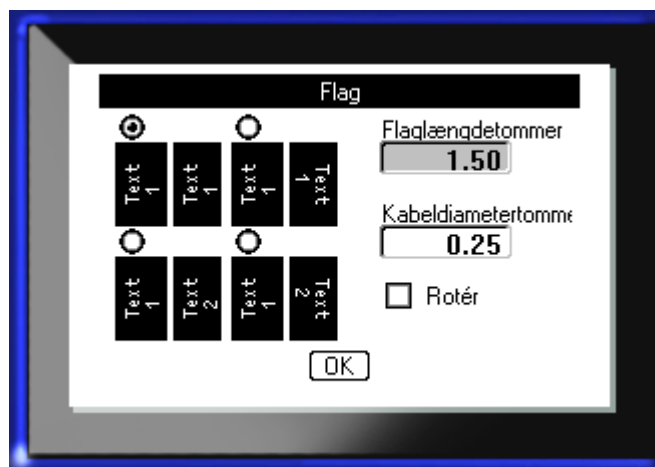 Flag
Flaglængdetommer
1.50
Text 1
Text 1
Text 1
Text 1
Kabeldiametertomme
0.25
Text 1
Text 2
Text 1
Text 2
Rotér
OK